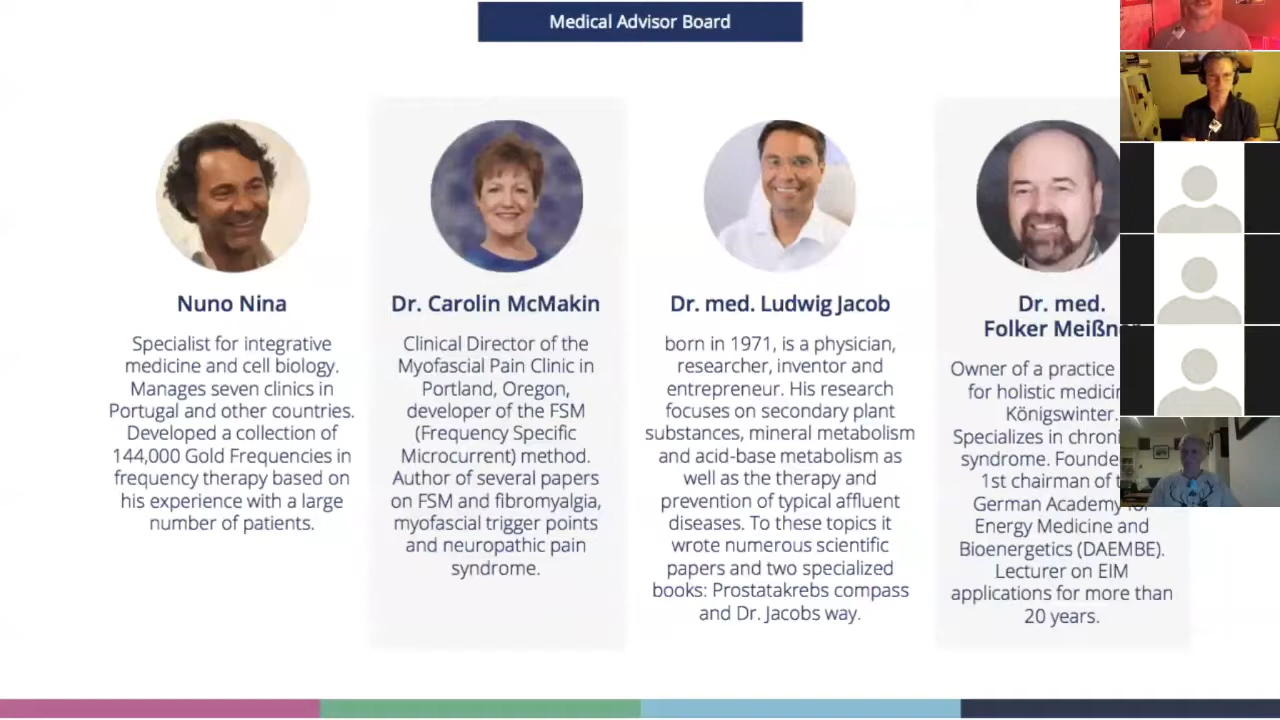 Medical Advisor Board
Nuno Nina
Specialist for integrative
medicine and cell biology.
Manages seven clinics in
Portugal and other countries.
Developed a collection of
144,000 Gold Frequencies in
frequency therapy based on
his experience with a large
number of patients.
Dr. Carolin McMakin
Clinical Director of the
Myofascial Pain Clinic in
Portland, Oregon,
developer of the FSM
(Frequency Specific
Microcurrent) method.
Author of several papers
on FSM and fibromyalgia,
myofascial trigger points
and neuropathic pain
syndrome.
Dr. med. Ludwig Jacob
born in 1971, is a physician,
researcher, inventor and
entrepreneur. His research
focuses on secondary plant
substances, mineral metabolism
and acid-base metabolism as
well as the therapy and
prevention of typical affluent
diseases. To these topics it
wrote numerous scientific
papers and two specialized
books: Prostatakrebs compass
and Dr. Jacobs way.
Dr. med.
Folker
Owner of a practice
for holistic
Königswinter.
Specializes in
syndrome.
1st chairman of
German Academy for
Energy Medicine and
Bioenergetics (DAEMBE).
Lecturer on EIM
applications for more than
20 years.